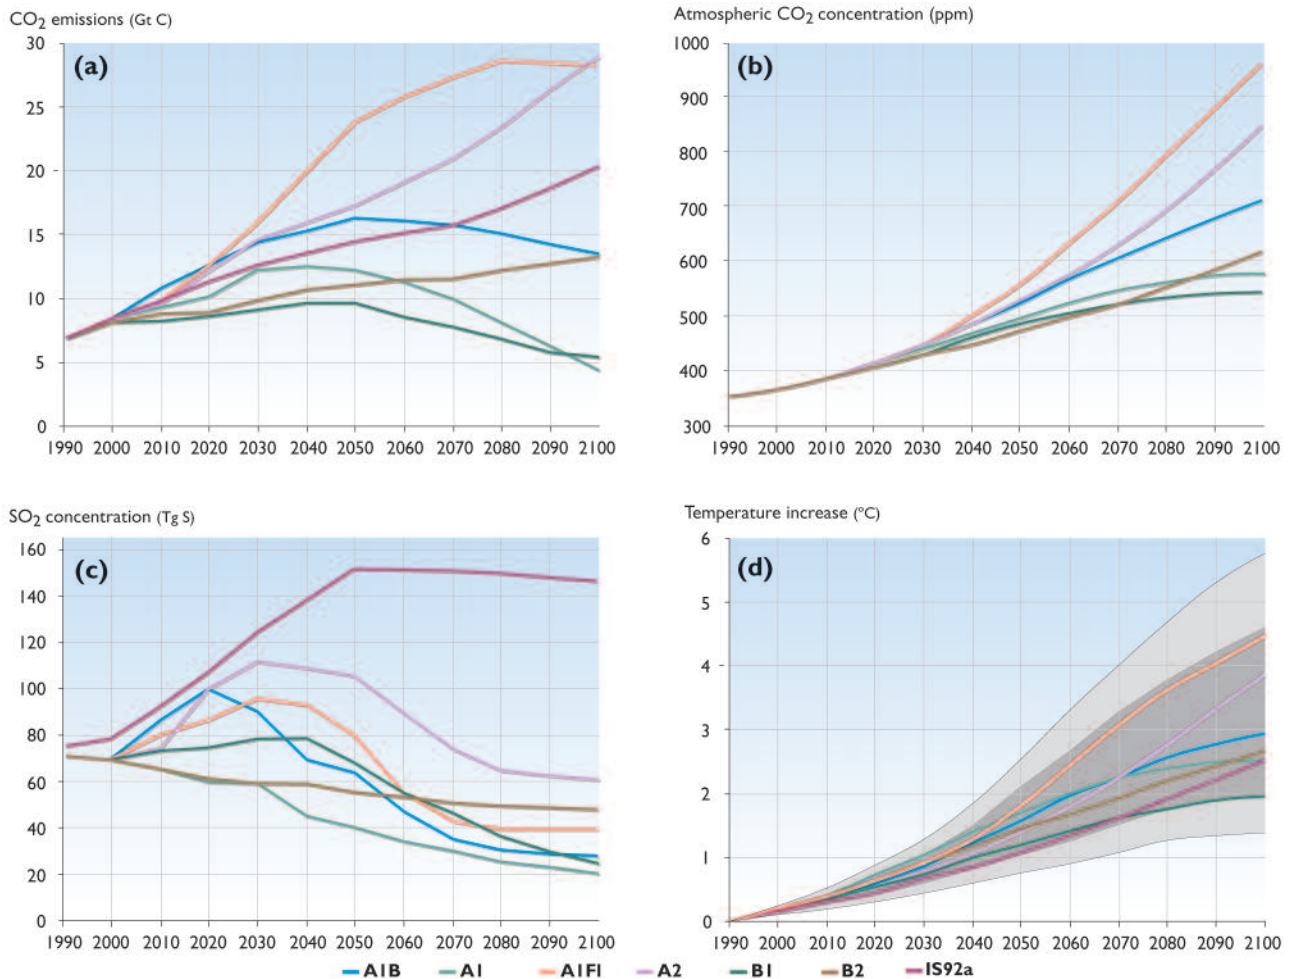 CO2 emissions (Gt C)
30
25
20
15
10
5
0
(a)
1990 2000 2010 2020 2030 2040 2050 2060 2070 2080 2090 2100
Atmospheric CO2 concentration (ppm)
1000
900
800
700
600
500
400
300
(b)
1990 2000 2010 2020 2030 2040 2050 2060 2070 2080 2090 2100
SO2 concentration (Tg S)
160
140
120
100
80
60
40
20
0
(c)
1990 2000 2010 2020 2030 2040 2050 2060 2070 2080 2090 2100
Temperature increase (ºC)
6
5
4
3
2
1
0
(d)
1990 2000 2010 2020 2030 2040 2050 2060 2070 2080 2090 2100
A1B A1 A1FI A2 B1 B2 IS92a